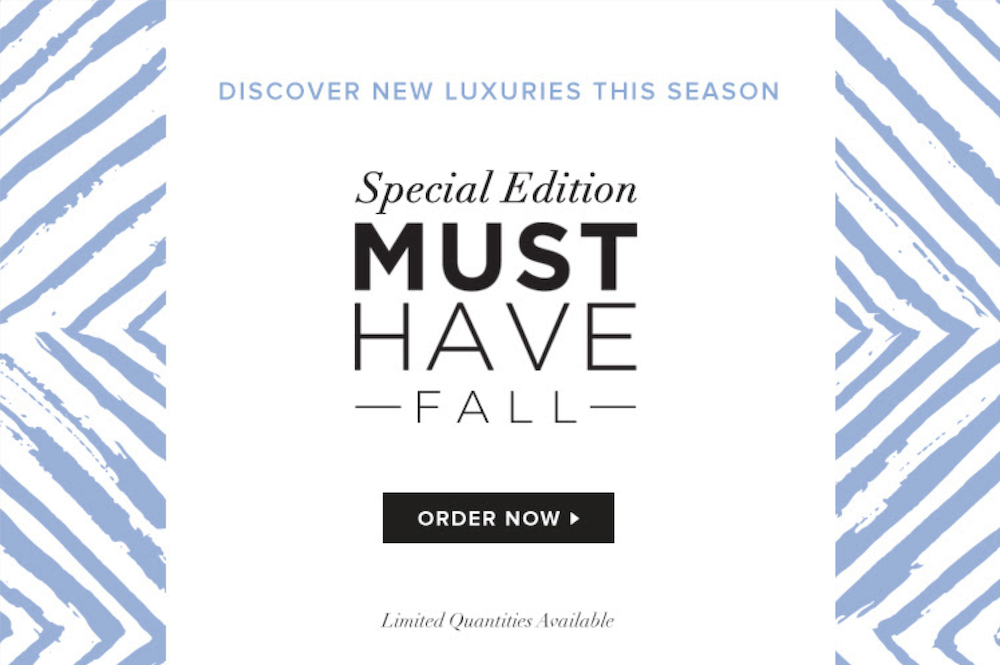 DISCOVER NEW LUXURIES THIS SEASON
Special Edition
MUST
HAVE
FALL
ORDER NOW
Limited Quantities Available